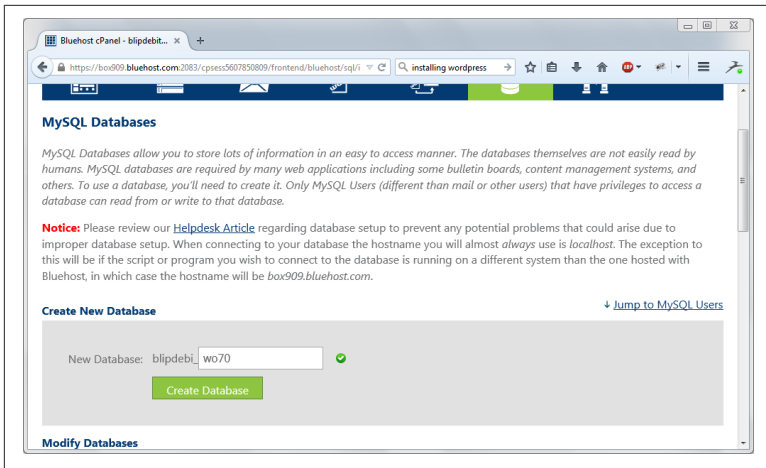 Bluehost cPanel - blipdebit... ×
https://box909.bluehost.com:2083/cpsess5607850809/frontend/bluehost/sql/i
installing wordpress
MySQL Databases
MySQL Databases allow you to store lots of information in an easy to access manner. The databases themselves are not easily read by
humans. MySQL databases are required by many web applications including some bulletin boards, content management systems, and
others. To use a database, you'll need to create it. Only MySQL Users (different than mail or other users) that have privileges to access a
database can read from or write to that database.
Notice: Please review our Helpdesk Article regarding database setup to prevent any potential problems that could arise due to
improper database setup. When connecting to your database the hostname you will almost always use is localhost. The exception to
this will be if the script or program you wish to connect to the database is running on a different system than the one hosted with
Bluehost, in which case the hostname will be box909.bluehost.com.
↓ Jump to MySQL Users
Create New Database
New Database: blipdebi_ wo70
Create Database
Modify Databases